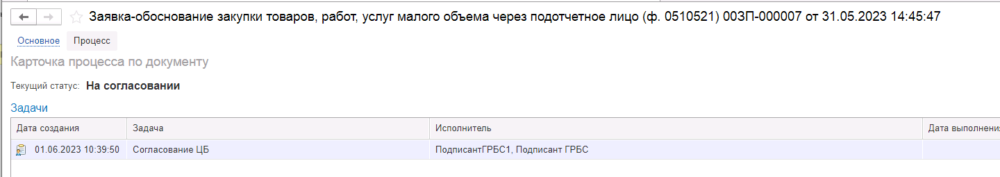 Заявка-обоснование закупки товаров, работ, услуг малого объема через подотчетное лицо (ф. 0510521) 00ЗП-000007 от 31.05.2023 14:45:47
Основное Процесс
Карточка процесса по документу
Текущий статус: На согласовании
Задачи
Дата создания Задача Исполнитель Дата выполнения
01.06.2023 10:39:50 Согласование ЦБ ПодписантГРБС1, Подписант ГРБС